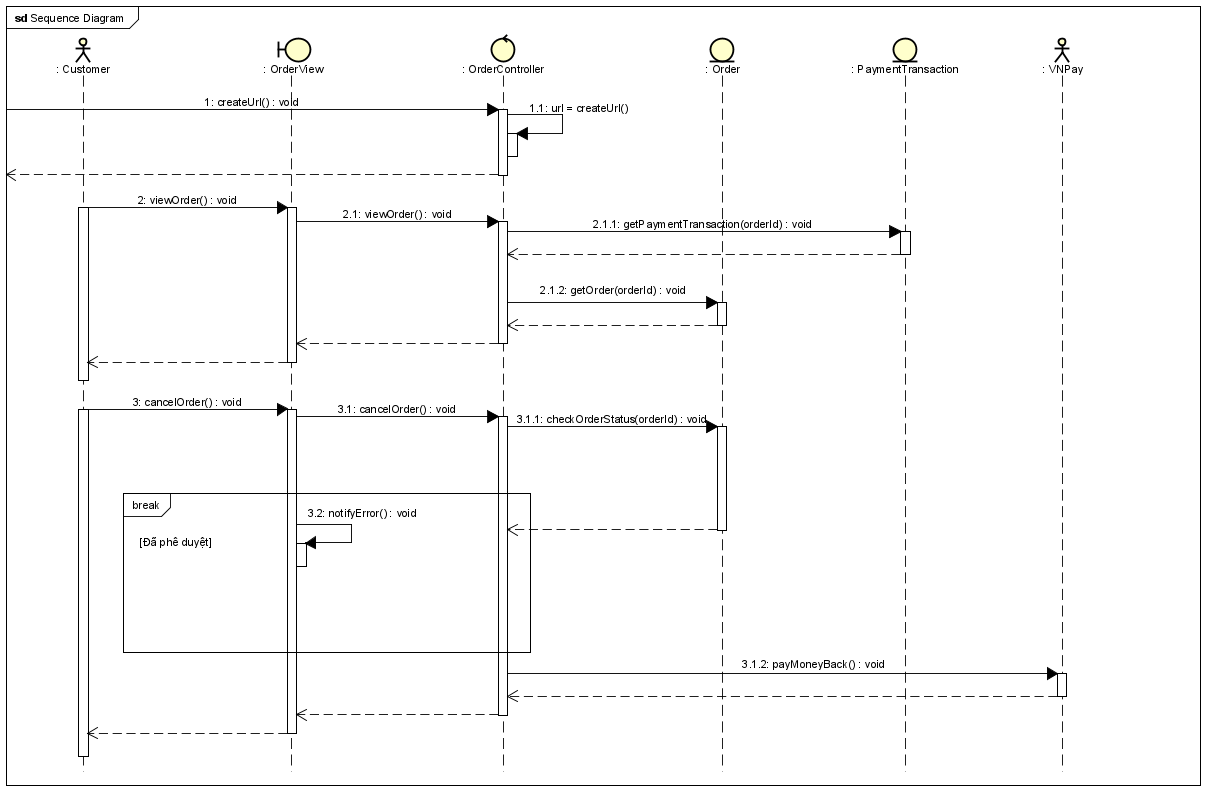 sd Sequence Diagram
: Customer
: OrderView
: OrderController
: Order
: PaymentTransaction
: VNPay
1: createUrl() : void
1.1: url = createUrl()
2: viewOrder() : void
2.1: viewOrder() : void
2.1.1: getPaymentTransaction(orderId) : void
2.1.2: getOrder(orderId) : void
3: cancelOrder() : void
3.1: cancelOrder() : void
3.1.1: checkOrderStatus(orderId) : void
break
3.2: notifyError() : void
[Đã phê duyệt]
3.1.2: payMoneyBack() : void